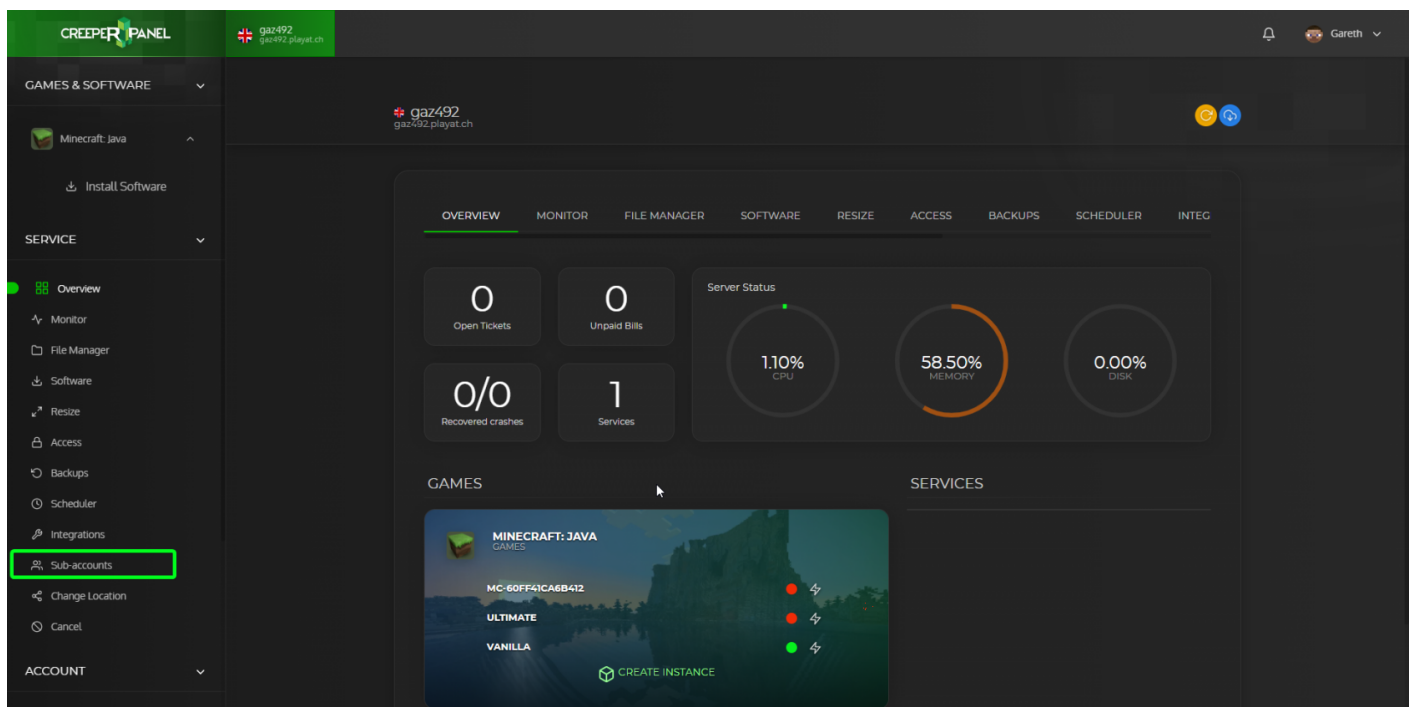 CREEPER PANEL
gaz492
gaz492.playat.ch
Gareth
GAMES & SOFTWARE
Minecraft: Java
Install Software
SERVICE
Overview
Monitor
File Manager
Software
Resize
Access
Backups
Scheduler
Integrations
Sub-accounts
Change Location
Cancel
ACCOUNT
gaz492
gaz492.playat.ch
OVERVIEW MONITOR FILE MANAGER SOFTWARE RESIZE ACCESS BACKUPS SCHEDULER INTEG
0
Open Tickets
0
Unpaid Bills
0/0
Recovered crashes
1
Services
Server Status
1.10%
CPU
58.50%
MEMORY
0.00%
DISK
GAMES
MINECRAFT: JAVA
GAMES
MC-60FF41CA6B412
ULTIMATE
VANILLA
CREATE INSTANCE
SERVICES